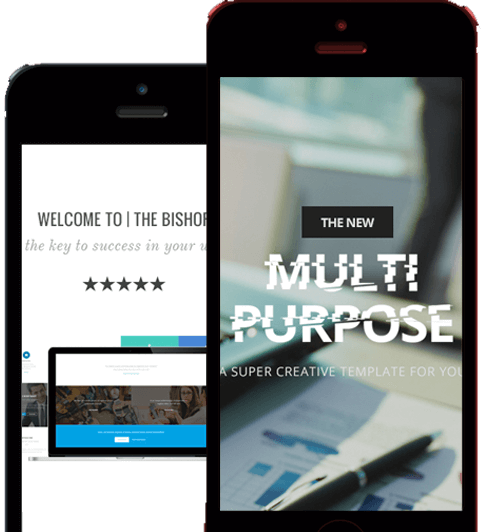 WELCOME TO | THE BISHOP
the key to success in your u
★★★★★
THE NEW
MULTI
PURPOSE
A SUPER CREATIVE TEMPLATE FOR YOU